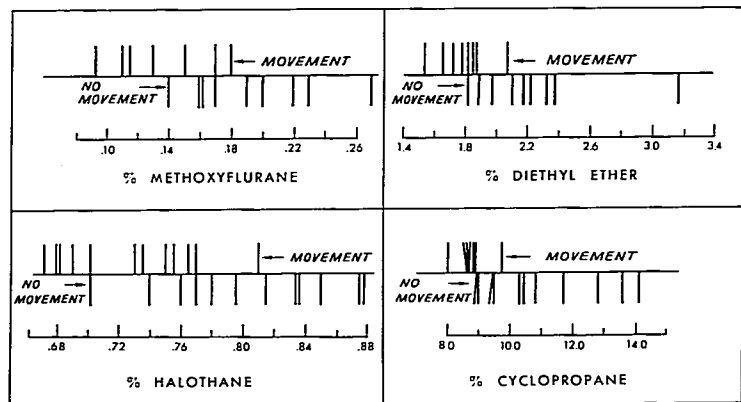 MOVEMENT
NO
MOVEMENT
.10 .14 .18 .22 .26
% METHOXYFLURANE
MOVEMENT
NO
MOVEMENT
1.4 1.8 2.2 2.6 3.0 3.4
% DIETHYL ETHER
MOVEMENT
NO
MOVEMENT
.68 .72 .76 .80 .84 .88
% HALOTHANE
MOVEMENT
NO
MOVEMENT
8.0 10.0 12.0 14.0
% CYCLOPROPANE